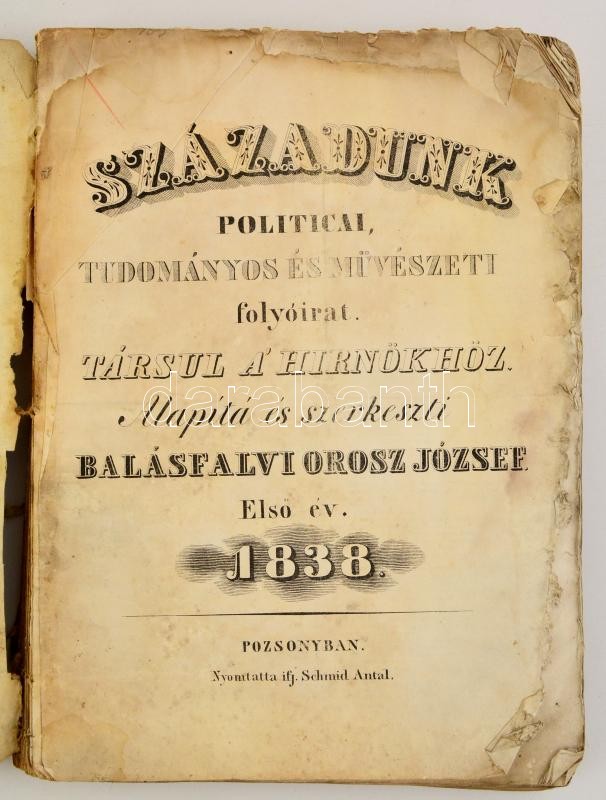 SZÁZADUNK
POLITICAI,
TUDOMÁNYOS ÉS MŰVÉSZETI
folyóirat.
TÁRSUL A' HIRNÖKHÖZ.
Alapítá és szerkeszti
BALÁSFALVI OROSZ JÓZSEF.
Első év.
1838.
POZSONYBAN.
Nyomtatta ifj. Schmid Antal.
darabanth